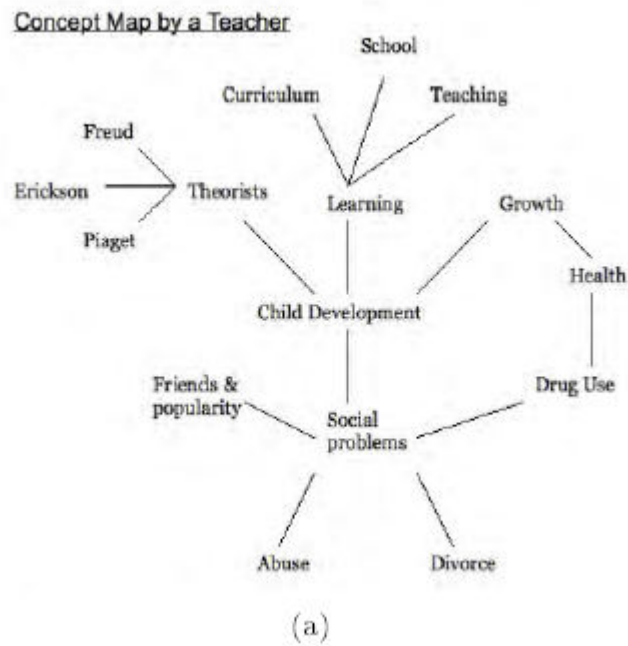 Concept Map by a Teacher
School
Curriculum
Teaching
Freud
Erickson
Theorists
Learning
Growth
Piaget
Health
Child Development
Friends &
popularity
Drug Use
Social
problems
Abuse
Divorce
(a)